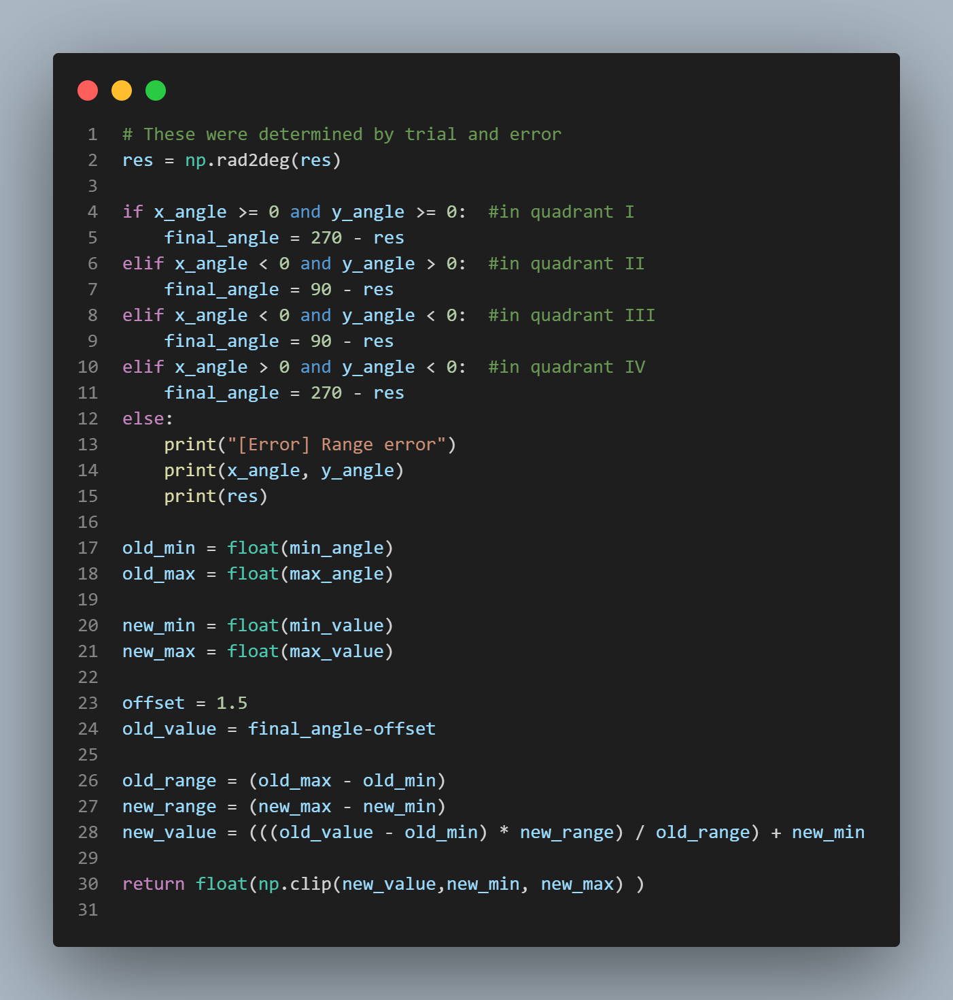 1 # These were determined by trial and error
2 res = np.rad2deg(res)
3
4 if x_angle >= 0 and y_angle >= 0:  #in quadrant I
5     final_angle = 270 - res
6 elif x_angle < 0 and y_angle > 0:  #in quadrant II
7     final_angle = 90 - res
8 elif x_angle < 0 and y_angle < 0:  #in quadrant III
9     final_angle = 90 - res
10 elif x_angle > 0 and y_angle < 0:  #in quadrant IV
11     final_angle = 270 - res
12 else:
13     print("[Error] Range error")
14     print(x_angle, y_angle)
15     print(res)
16
17 old_min = float(min_angle)
18 old_max = float(max_angle)
19
20 new_min = float(min_value)
21 new_max = float(max_value)
22
23 offset = 1.5
24 old_value = final_angle-offset
25
26 old_range = (old_max - old_min)
27 new_range = (new_max - new_min)
28 new_value = (((old_value - old_min) * new_range) / old_range) + new_min
29
30 return float(np.clip(new_value,new_min, new_max) )
31